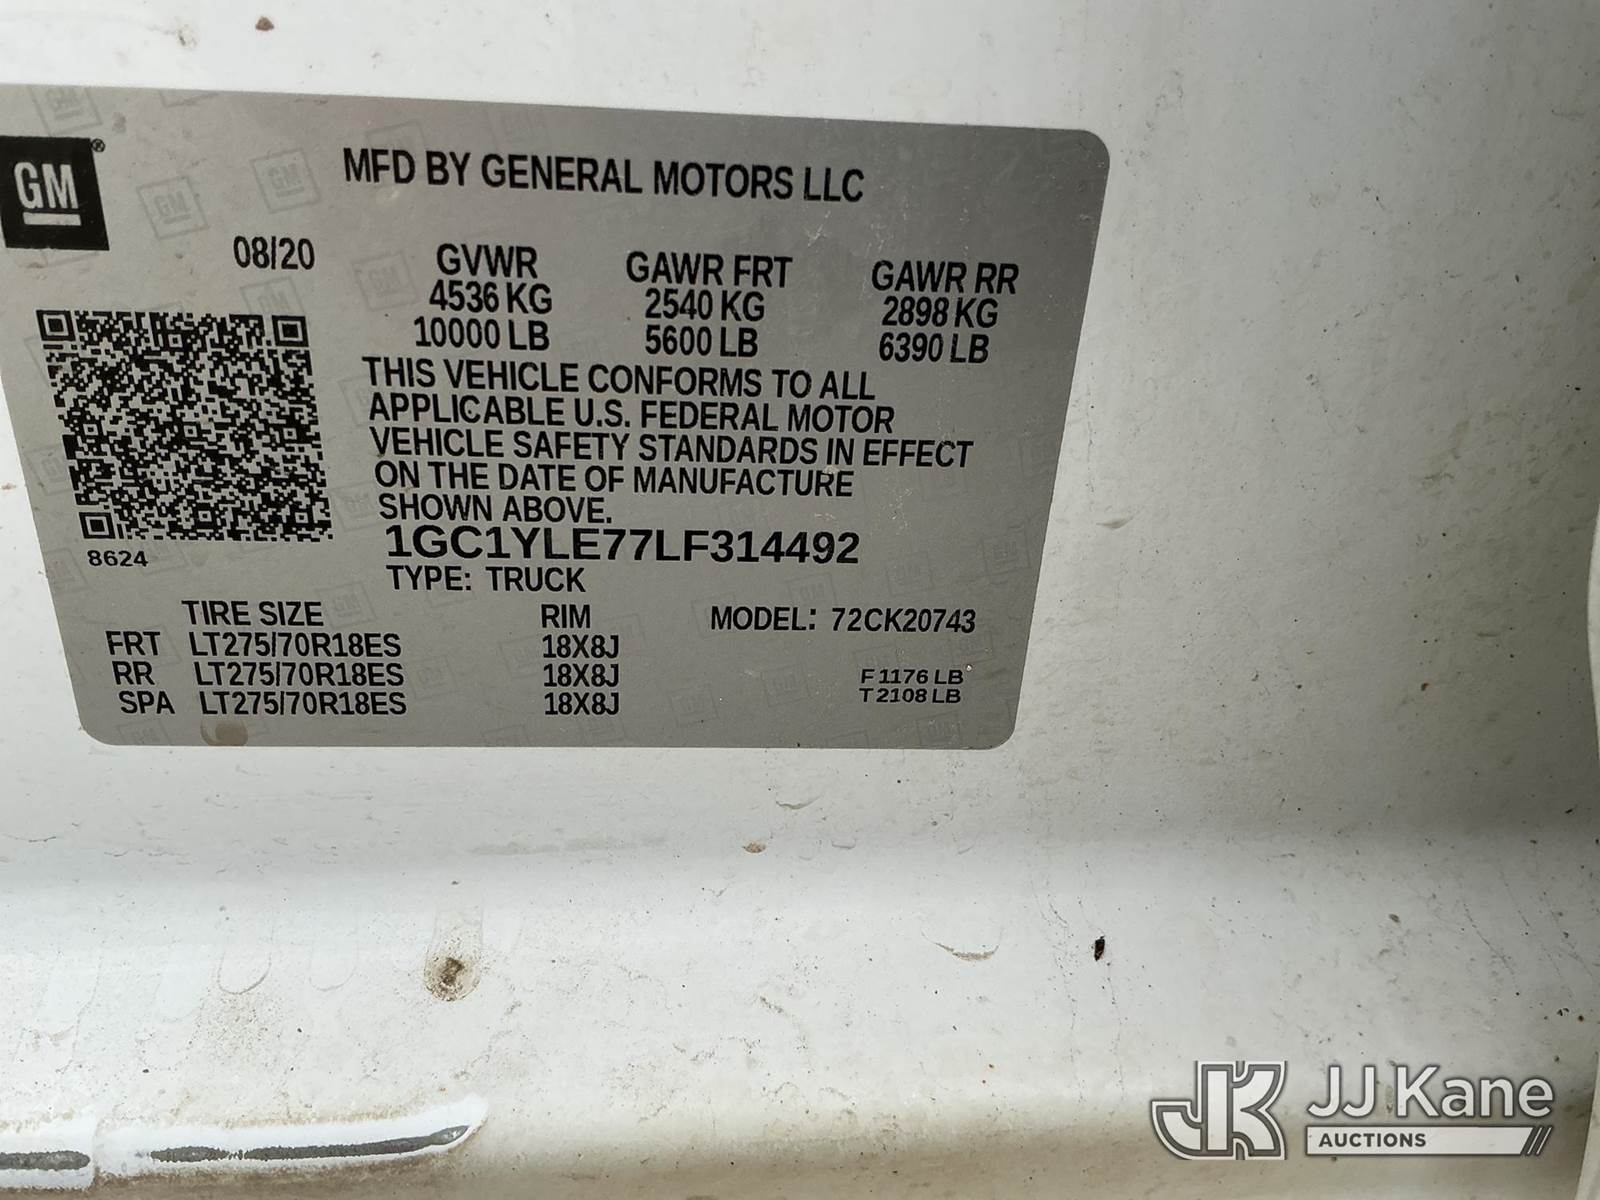 GM®
MFD BY GENERAL MOTORS LLC
08/20
GVWR
4536 KG
10000 LB
GAWR FRT
2540 KG
5600 LB
GAWR RR
2898 KG
6390 LB
THIS VEHICLE CONFORMS TO ALL
APPLICABLE U.S. FEDERAL MOTOR
VEHICLE SAFETY STANDARDS IN EFFECT
ON THE DATE OF MANUFACTURE
SHOWN ABOVE.
8624
1GC1YLE77LF314492
TYPE: TRUCK
TIRE SIZE RIM MODEL: 72CK20743
FRT LT275/70R18ES 18X8J
RR LT275/70R18ES 18X8J F 1176 LB
SPA LT275/70R18ES 18X8J T 2108 LB
JK JJ Kane
AUCTIONS